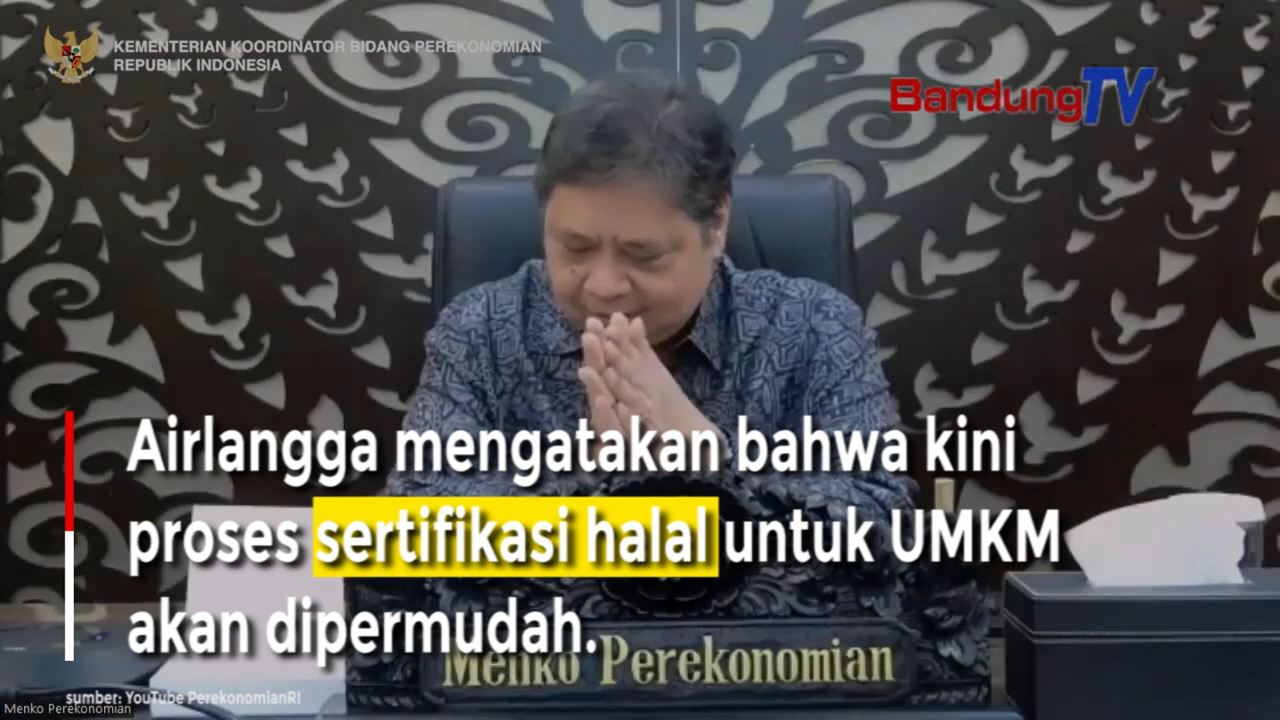 KEMENTERIAN KOORDINATOR BIDANG PEREKONOMIAN
REPUBLIK INDONESIA
BandungTV
Airlangga mengatakan bahwa kini
proses sertifikasi halal untuk UMKM
akan dipermudah.
Menko Perekonomian
sumber: YouTube PerekonomianRI
Menko Perekonomian